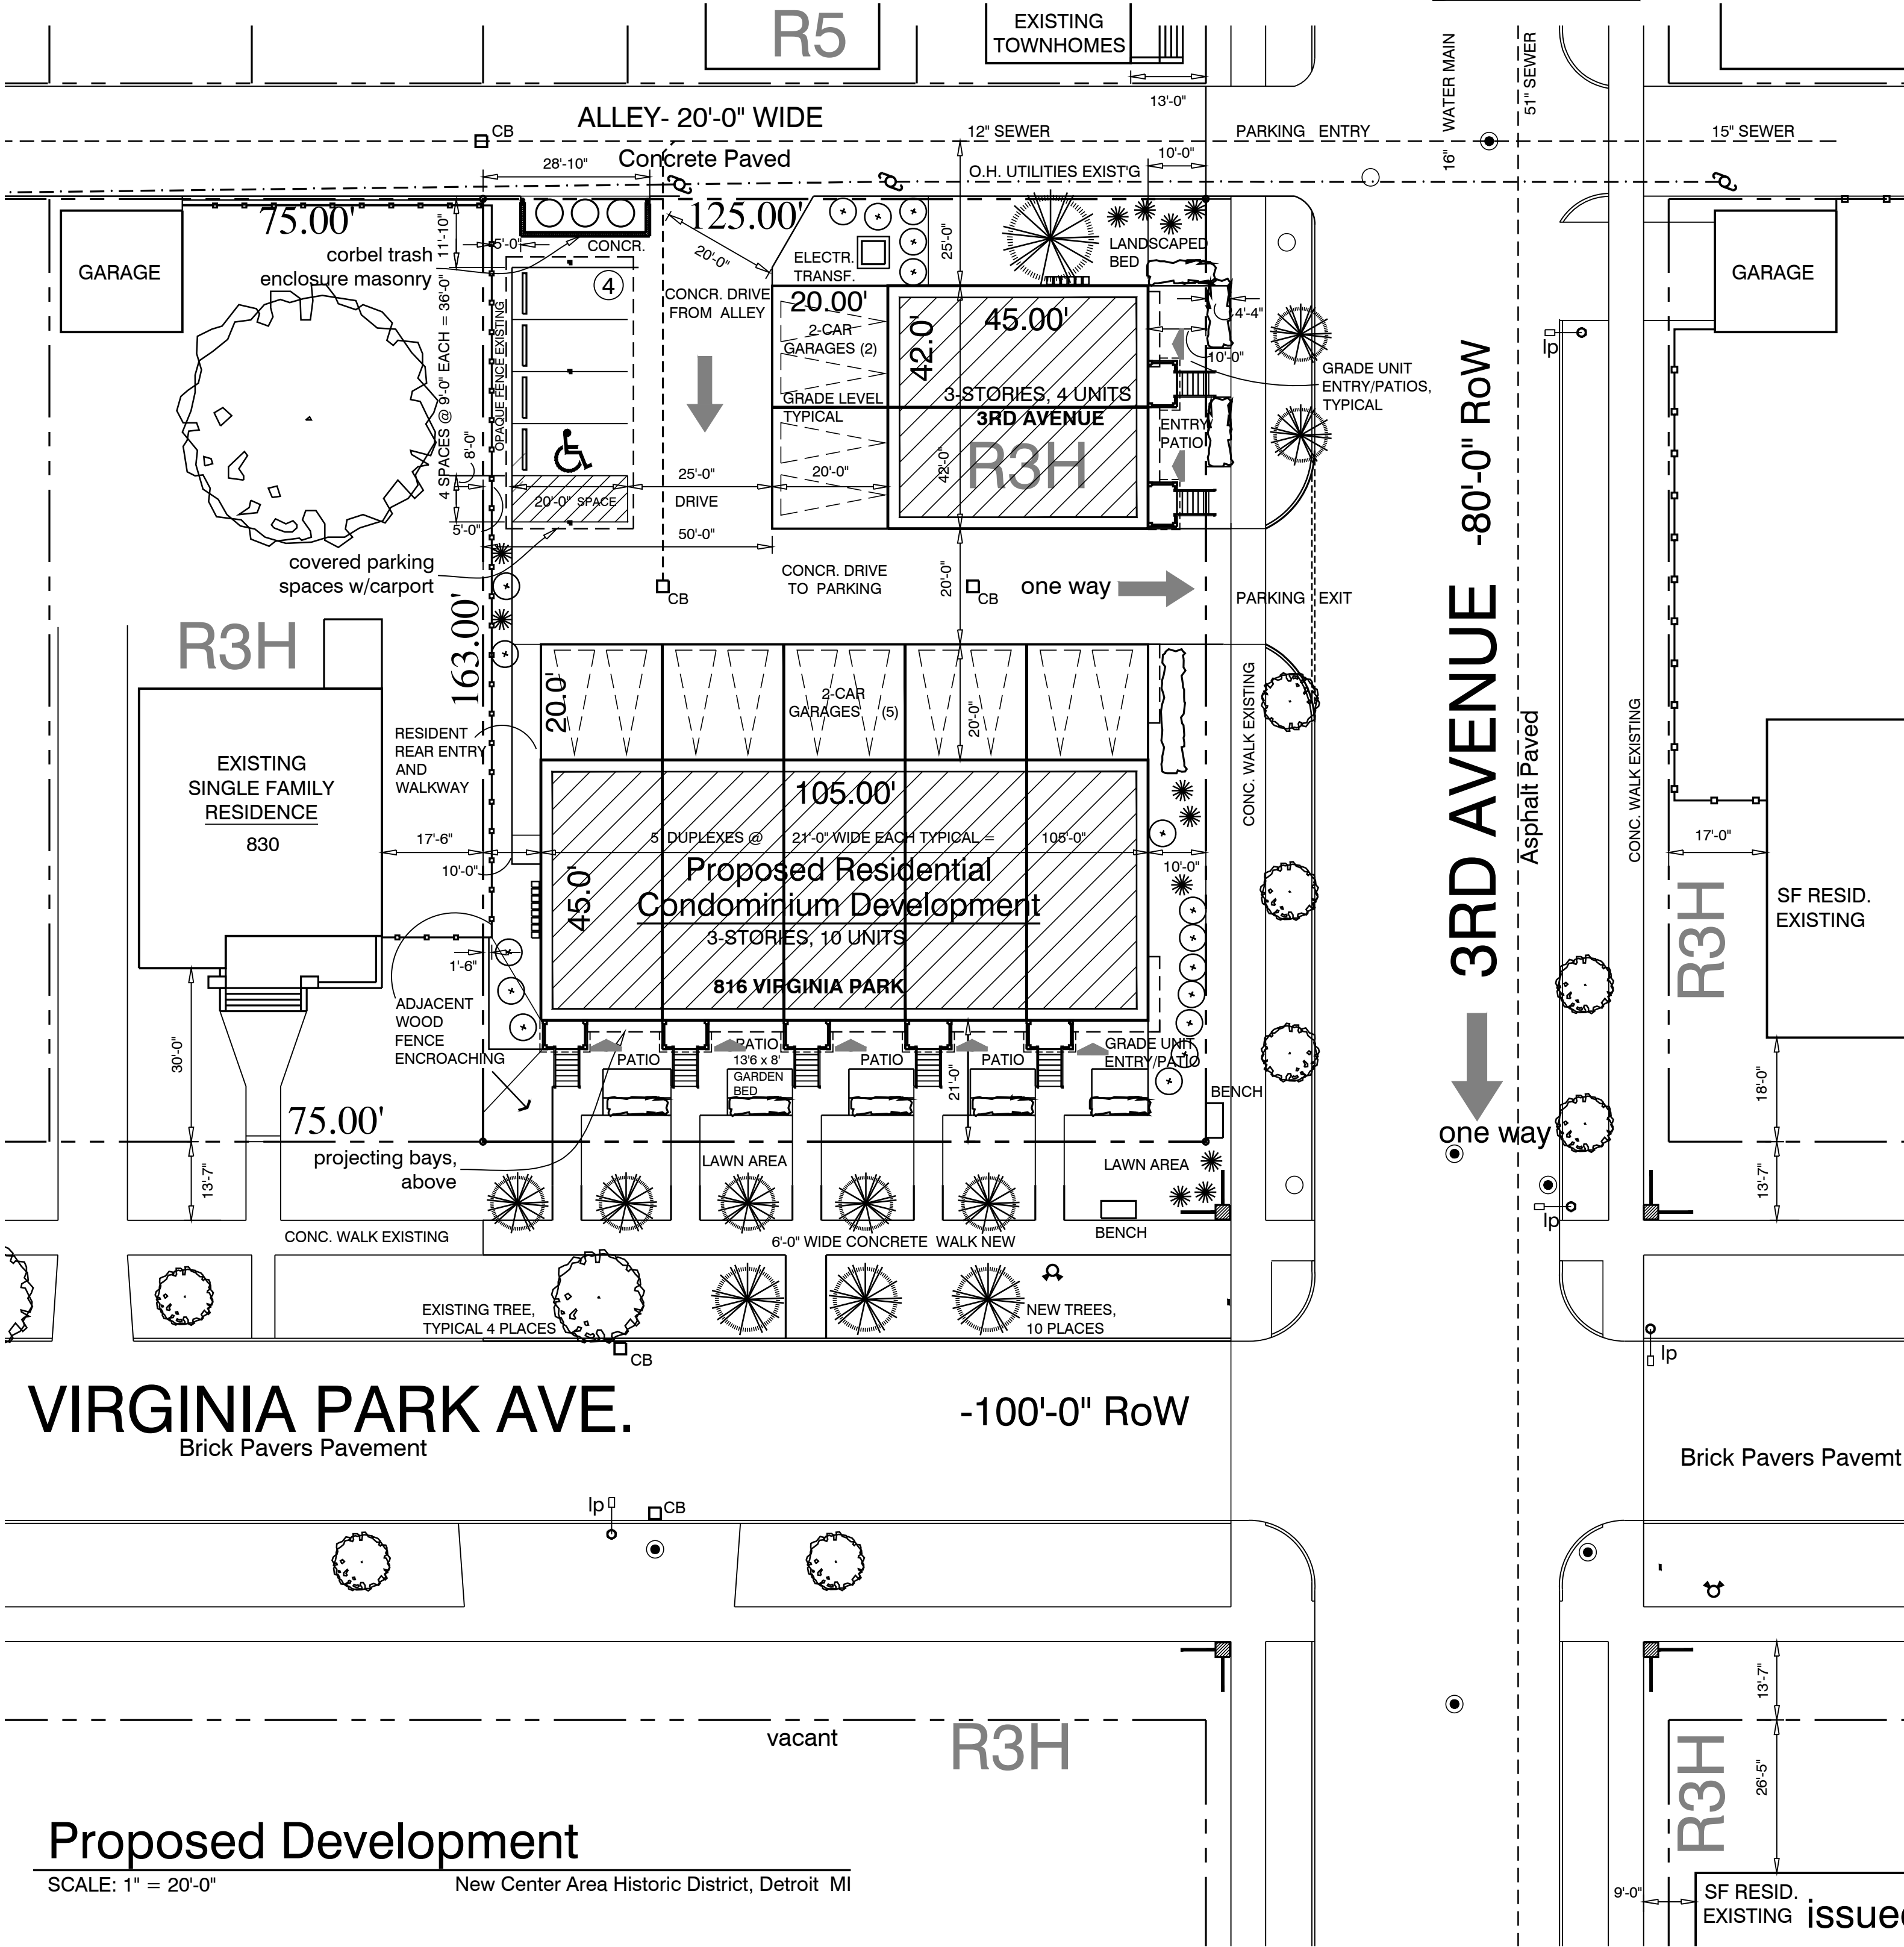 R5
EXISTING
TOWNHOMES
13'-0"
16" WATER MAIN
51" SEWER
ALLEY- 20'-0" WIDE
CB
12" SEWER
PARKING ENTRY
15" SEWER
28'-10"
Concrete Paved
10'-0"
O.H. UTILITIES EXIST'G
75.00'
125.00'
11'-10"
5'-0"
CONCR.
20'-0"
25'-0"
LANDSCAPED
BED
corbel trash
enclosure masonry
GARAGE
ELECTR.
TRANSF.
GARAGE
4
CONCR. DRIVE
FROM ALLEY
20.00'
2-CAR
GARAGES (2)
42.0'
45.00'
4'-4"
10'-0"
lp
4 SPACES @ 9'-0" EACH = 36'-0"
OPAQUE FENCE EXISTING
GRADE UNIT
ENTRY/PATIOS,
TYPICAL
GRADE LEVEL
TYPICAL
3-STORIES, 4 UNITS
3RD AVENUE
R3H
ENTRY
PATIO
8'-0"
25'-0"
20'-0"
42'-0"
20'-0" SPACE
DRIVE
5'-0"
50'-0"
covered parking
spaces w/carport
CONCR. DRIVE
TO PARKING
20'-0"
one way
CB
CB
PARKING EXIT
3RD AVENUE -80'-0" RoW
Asphalt Paved
R3H
163.00'
20.0'
2-CAR
GARAGES (5)
20'-0"
CONC. WALK EXISTING
CONC. WALK EXISTING
RESIDENT
REAR ENTRY
AND
WALKWAY
EXISTING
SINGLE FAMILY
RESIDENCE
830
105.00'
17'-6"
5 DUPLEXES @ 21'-0" WIDE EACH TYPICAL = 105'-0"
17'-0"
10'-0"
10'-0"
Proposed Residential
Condominium Development
45.0'
3-STORIES, 10 UNITS
816 VIRGINIA PARK
R3H
SF RESID.
EXISTING
1'-6"
ADJACENT
WOOD
FENCE
ENCROACHING
30'-0"
PATIO
PATIO
13'6 x 8'
GARDEN
BED
PATIO
PATIO
21'-0"
GRADE UNIT
ENTRY/PATIO
BENCH
18'-0"
75.00'
one way
projecting bays,
above
LAWN AREA
LAWN AREA
13'-7"
13'-7"
lp
CONC. WALK EXISTING
6'-0" WIDE CONCRETE WALK NEW
BENCH
EXISTING TREE,
TYPICAL 4 PLACES
NEW TREES,
10 PLACES
CB
lp
VIRGINIA PARK AVE.
-100'-0" RoW
Brick Pavers Pavement
Brick Pavers Pavemt
lp
CB
13'-7"
vacant
R3H
R3H
26'-5"
Proposed Development
SCALE: 1" = 20'-0"
New Center Area Historic District, Detroit MI
9'-0"
SF RESID.
EXISTING
issued